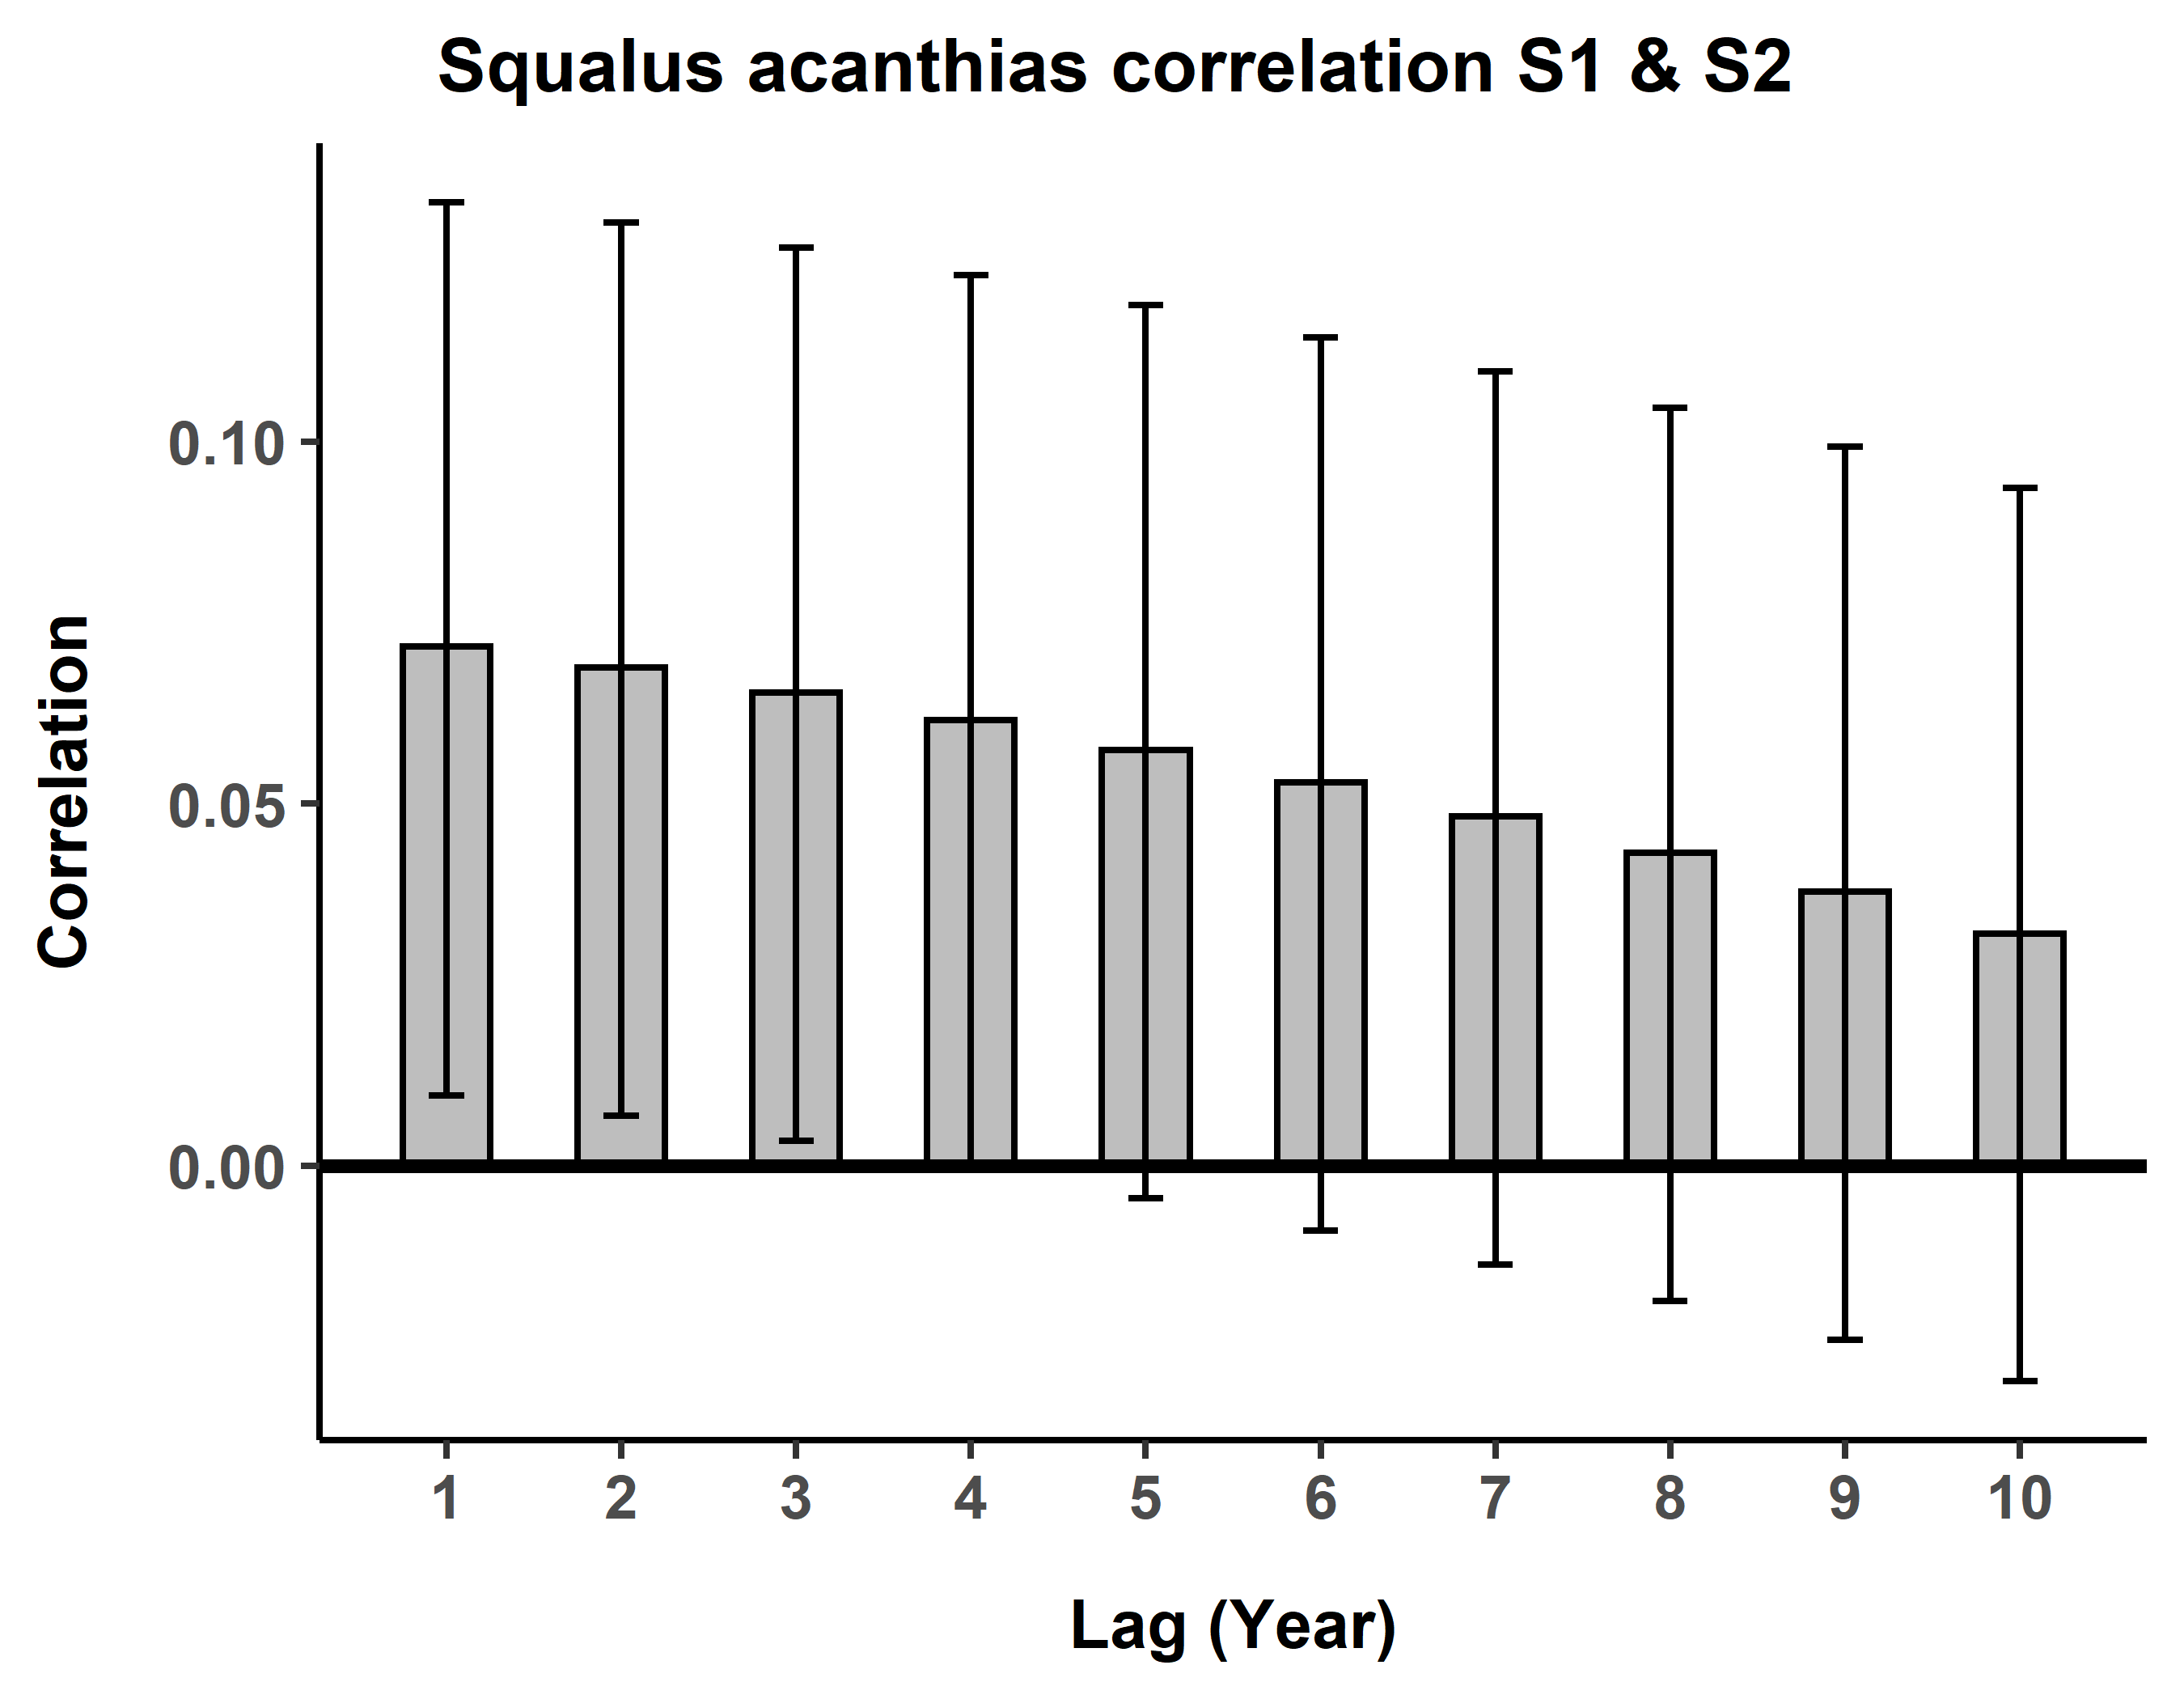 Squalus acanthias correlation S1 & S2
Correlation
0.10
0.05
0.00
1 2 3 4 5 6 7 8 9 10
Lag (Year)